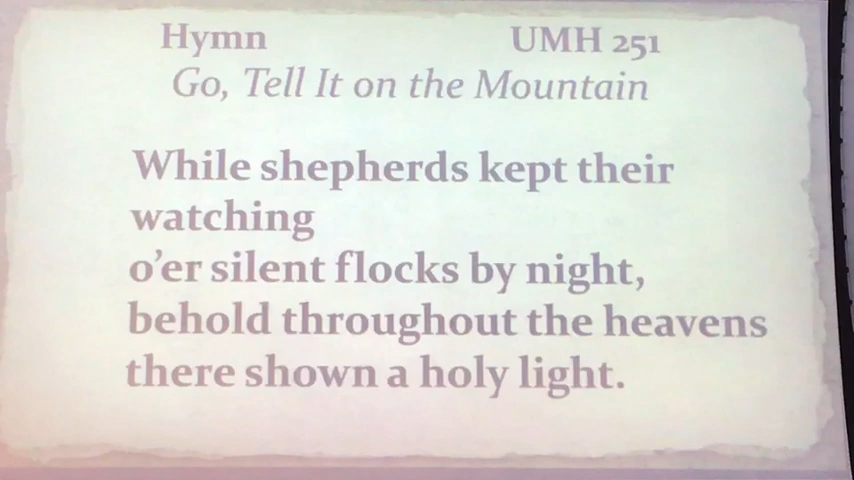 Hymn UMH 251
Go, Tell It on the Mountain
While shepherds kept their
watching
o'er silent flocks by night,
behold throughout the heavens
there shown a holy light.